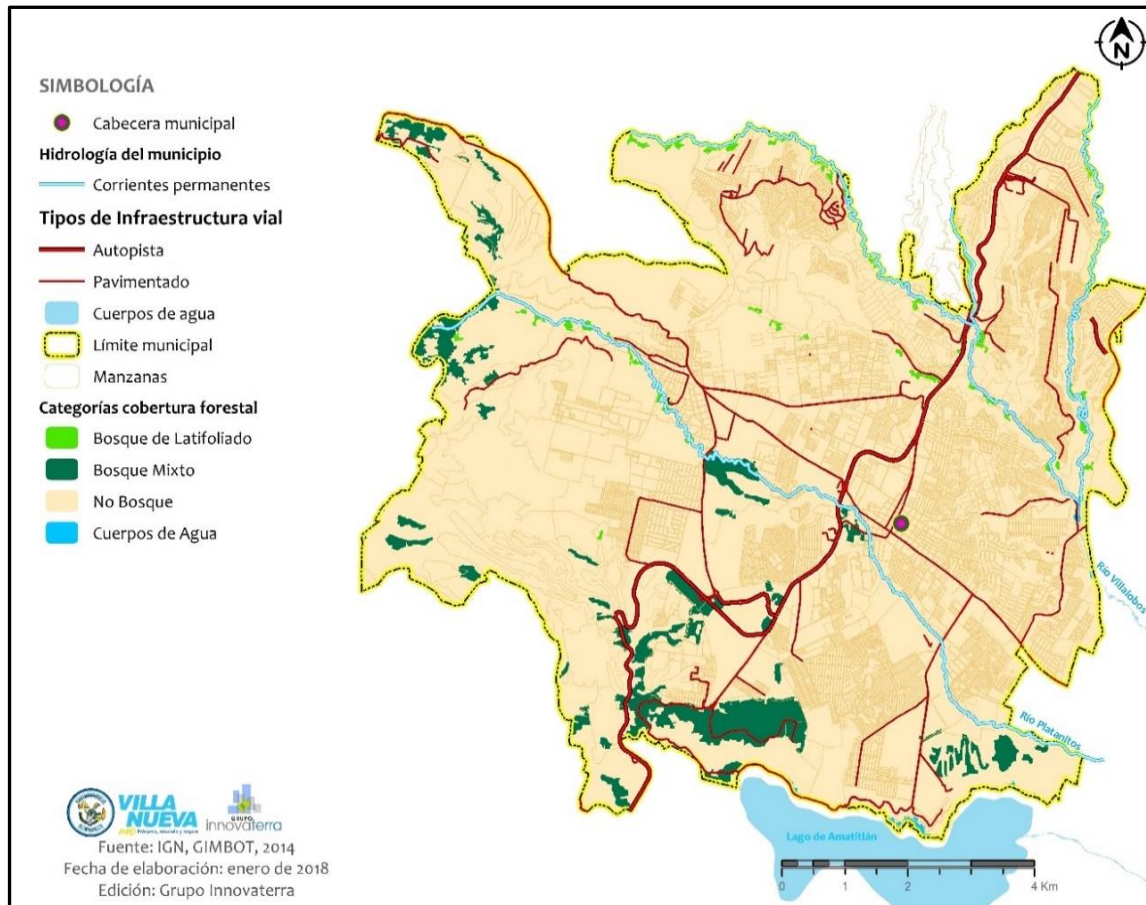 N
SIMBOLOGÍA
Cabecera municipal
Hidrología del municipio
Corrientes permanentes
Tipos de Infraestructura vial
Autopista
Pavimentado
Cuerpos de agua
Límite municipal
Manzanas
Categorías cobertura forestal
Bosque de Latifoliado
Bosque Mixto
No Bosque
Cuerpos de Agua
Río Villalobos
Río Platanitos
Lago de Amatitlán
0 1 2 4 Km
VILLA
NUEVA
GRUPO
innovaterra
Fuente: IGN, GIMBOT, 2014
Fecha de elaboración: enero de 2018
Edición: Grupo Innovaterra